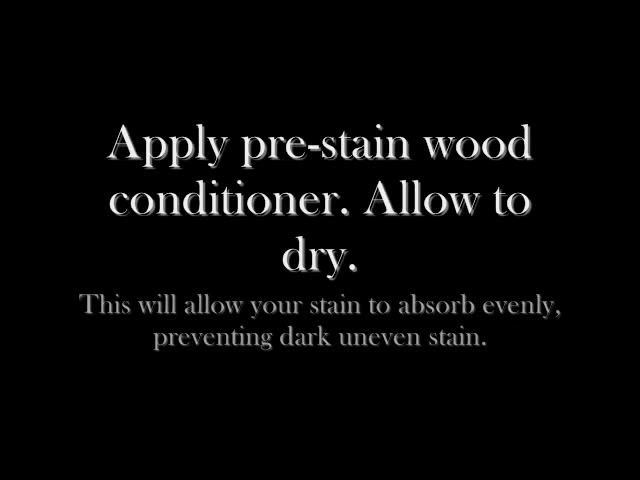 Apply pre-stain wood
conditioner. Allow to
dry.
This will allow your stain to absorb evenly,
preventing dark uneven stain.